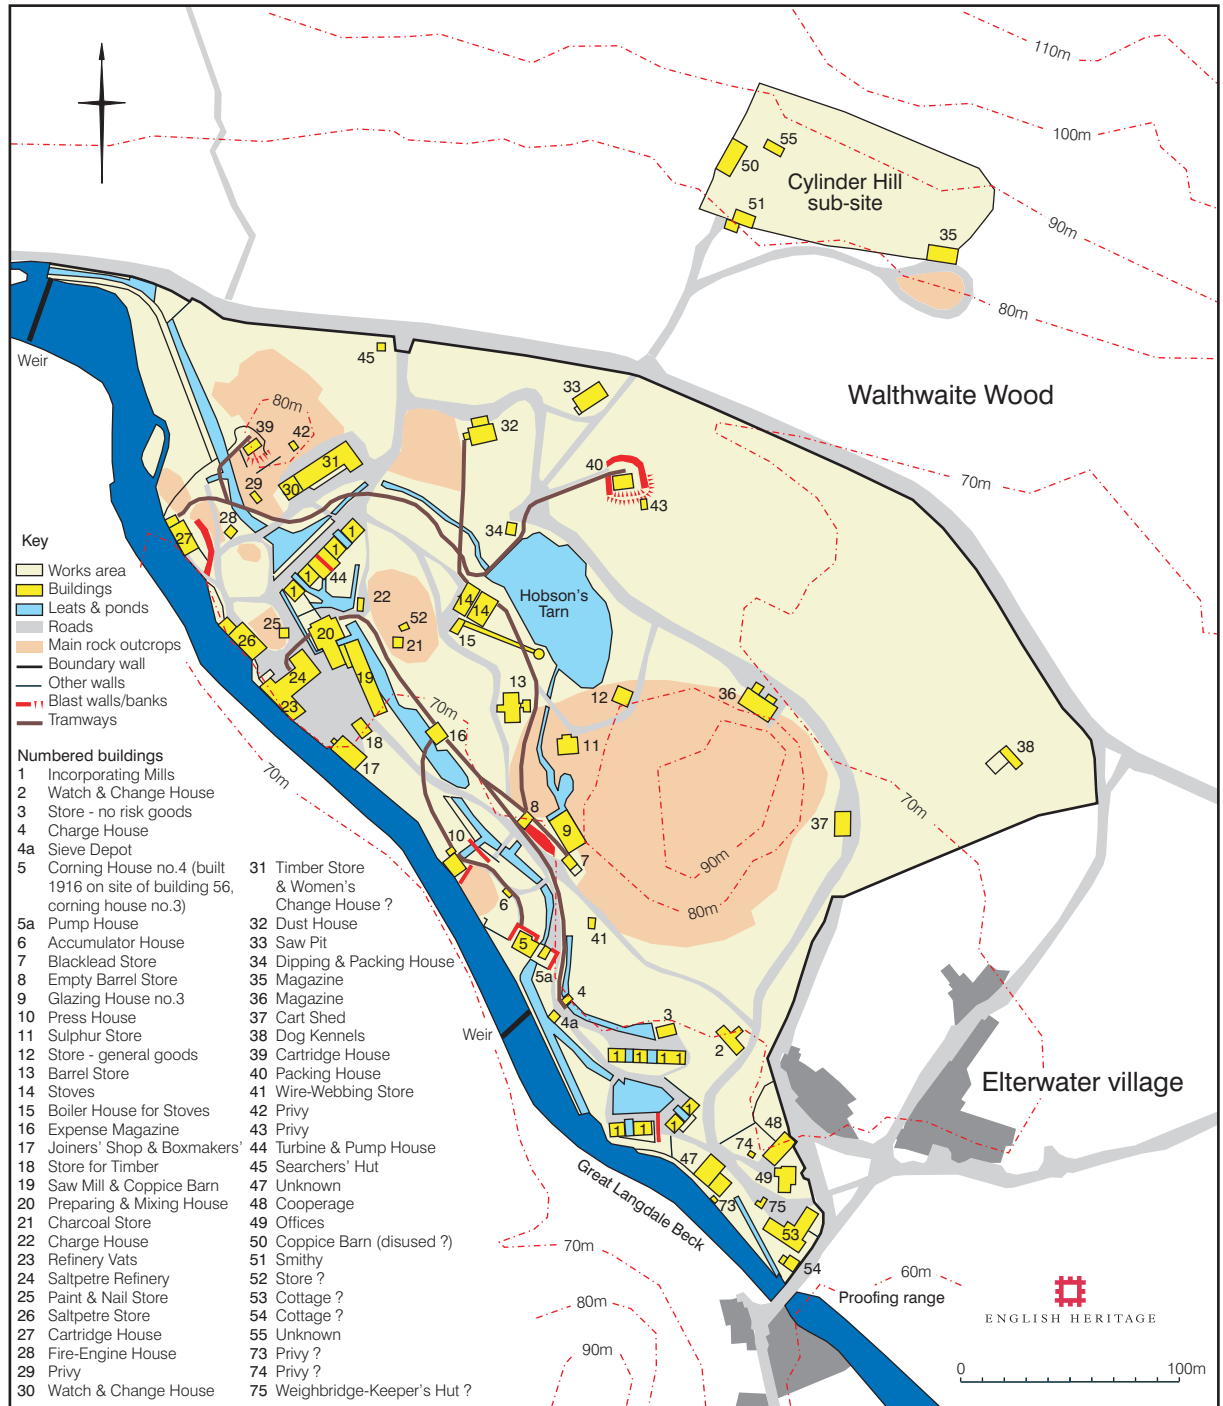 110m
100m
90m
80m
55
50
Cylinder Hill
sub-site
51
35
Weir
45
33
Walthwaite Wood
80m
39
42
32
31
30
29
40
43
70m
28
27
34
1
1
1
1
44
Hobson's
Tarn
22
14
14
52
21
15
25
20
26
24
19
23
13
12
36
70m
18
16
17
11
38
70m
70m
8
9
37
10
7
90m
80m
6
41
5
5a
4
4a
3
2
Weir
1
1
1
1
Elterwater village
1
1
1
1
48
74
47
49
73
75
53
54
Great Langdale Beck
70m
80m
90m
60m
Proofing range
ENGLISH HERITAGE
0
100m
Key
Works area
Buildings
Leats & ponds
Roads
Main rock outcrops
Boundary wall
Other walls
Blast walls/banks
Tramways
Numbered buildings
1 Incorporating Mills
2 Watch & Change House
3 Store - no risk goods
4 Charge House
4a Sieve Depot
5 Corning House no.4 (built
1916 on site of building 56,
corning house no.3)
5a Pump House
6 Accumulator House
7 Blacklead Store
8 Empty Barrel Store
9 Glazing House no.3
10 Press House
11 Sulphur Store
12 Store - general goods
13 Barrel Store
14 Stoves
15 Boiler House for Stoves
16 Expense Magazine
17 Joiners' Shop & Boxmakers'
18 Store for Timber
19 Saw Mill & Coppice Barn
20 Preparing & Mixing House
21 Charcoal Store
22 Charge House
23 Refinery Vats
24 Saltpetre Refinery
25 Paint & Nail Store
26 Saltpetre Store
27 Cartridge House
28 Fire-Engine House
29 Privy
30 Watch & Change House
31 Timber Store
& Women's
Change House ?
32 Dust House
33 Saw Pit
34 Dipping & Packing House
35 Magazine
36 Magazine
37 Cart Shed
38 Dog Kennels
39 Cartridge House
40 Packing House
41 Wire-Webbing Store
42 Privy
43 Privy
44 Turbine & Pump House
45 Searchers' Hut
47 Unknown
48 Cooperage
49 Offices
50 Coppice Barn (disused ?)
51 Smithy
52 Store ?
53 Cottage ?
54 Cottage ?
55 Unknown
73 Privy ?
74 Privy ?
75 Weighbridge-Keeper's Hut ?